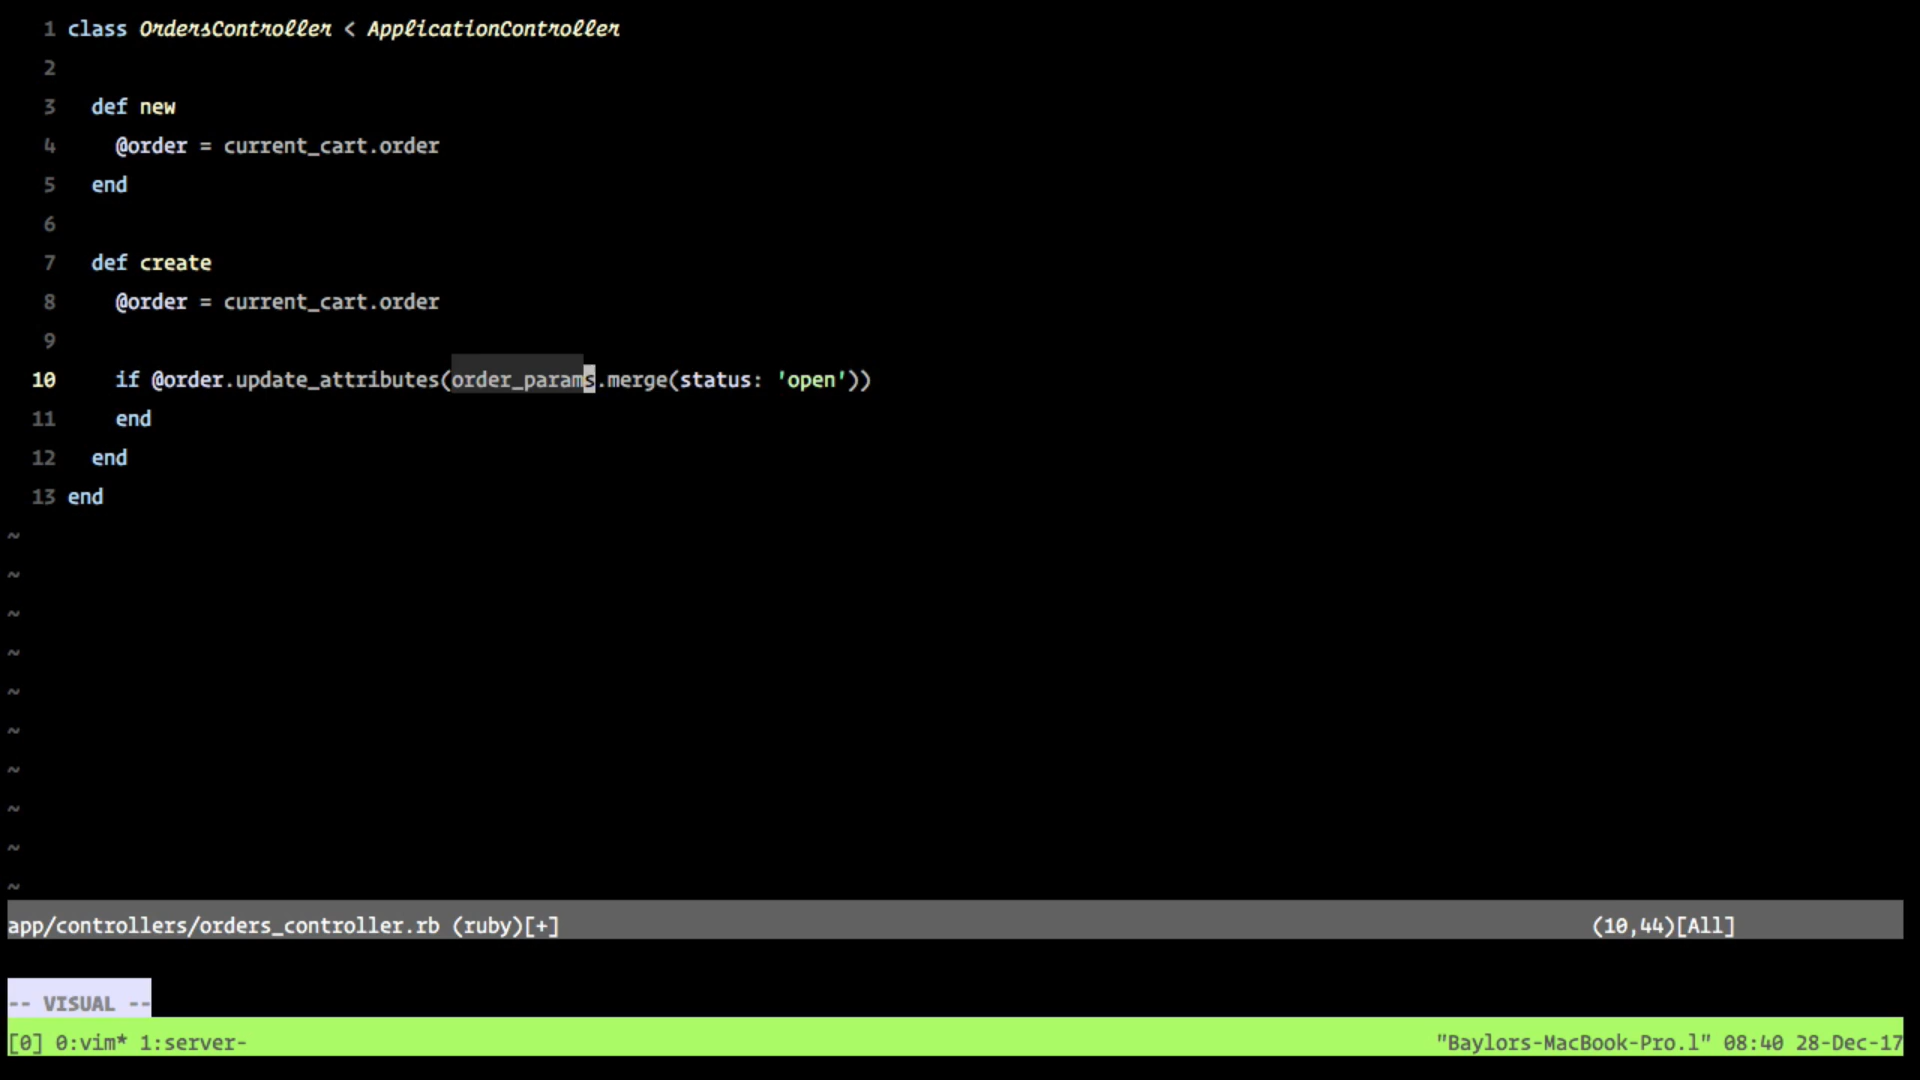 1 class OrdersController < ApplicationController
2
3   def new
4     @order = current_cart.order
5   end
6
7   def create
8     @order = current_cart.order
9
10     if @order.update_attributes(order_params.merge(status: 'open'))
11     end
12   end
13 end
~
~
~
~
~
~
~
~
~
~
app/controllers/orders_controller.rb (ruby)[+] (10,44)[All]
-- VISUAL --
[0] 0:vim* 1:server- "Baylors-MacBook-Pro.l" 08:40 28-Dec-17